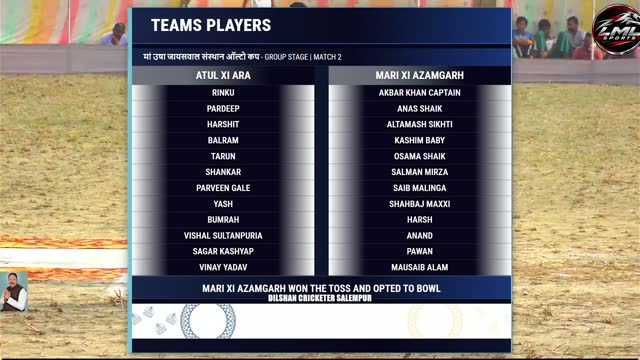 TEAMS PLAYERS
LML
SPORTS
मां उषा जायसवाल संस्थान ऑल्टो कप - GROUP STAGE | MATCH 2
ATUL XI ARA
MARI XI AZAMGARH
RINKU
AKBAR KHAN CAPTAIN
PARDEEP
ANAS SHAIK
HARSHIT
ALTAMASH SIKHTI
BALRAM
KASHIM BABY
TARUN
OSAMA SHAIK
SHANKAR
SALMAN MIRZA
PARVEEN GALE
SAIB MALINGA
YASH
SHAHBAJ MAXXI
BUMRAH
HARSH
VISHAL SULTANPURIA
ANAND
SAGAR KASHYAP
PAWAN
VINAY YADAV
MAUSAIB ALAM
MARI XI AZAMGARH WON THE TOSS AND OPTED TO BOWL
DILSHAN CRICKETER SALEMPUR